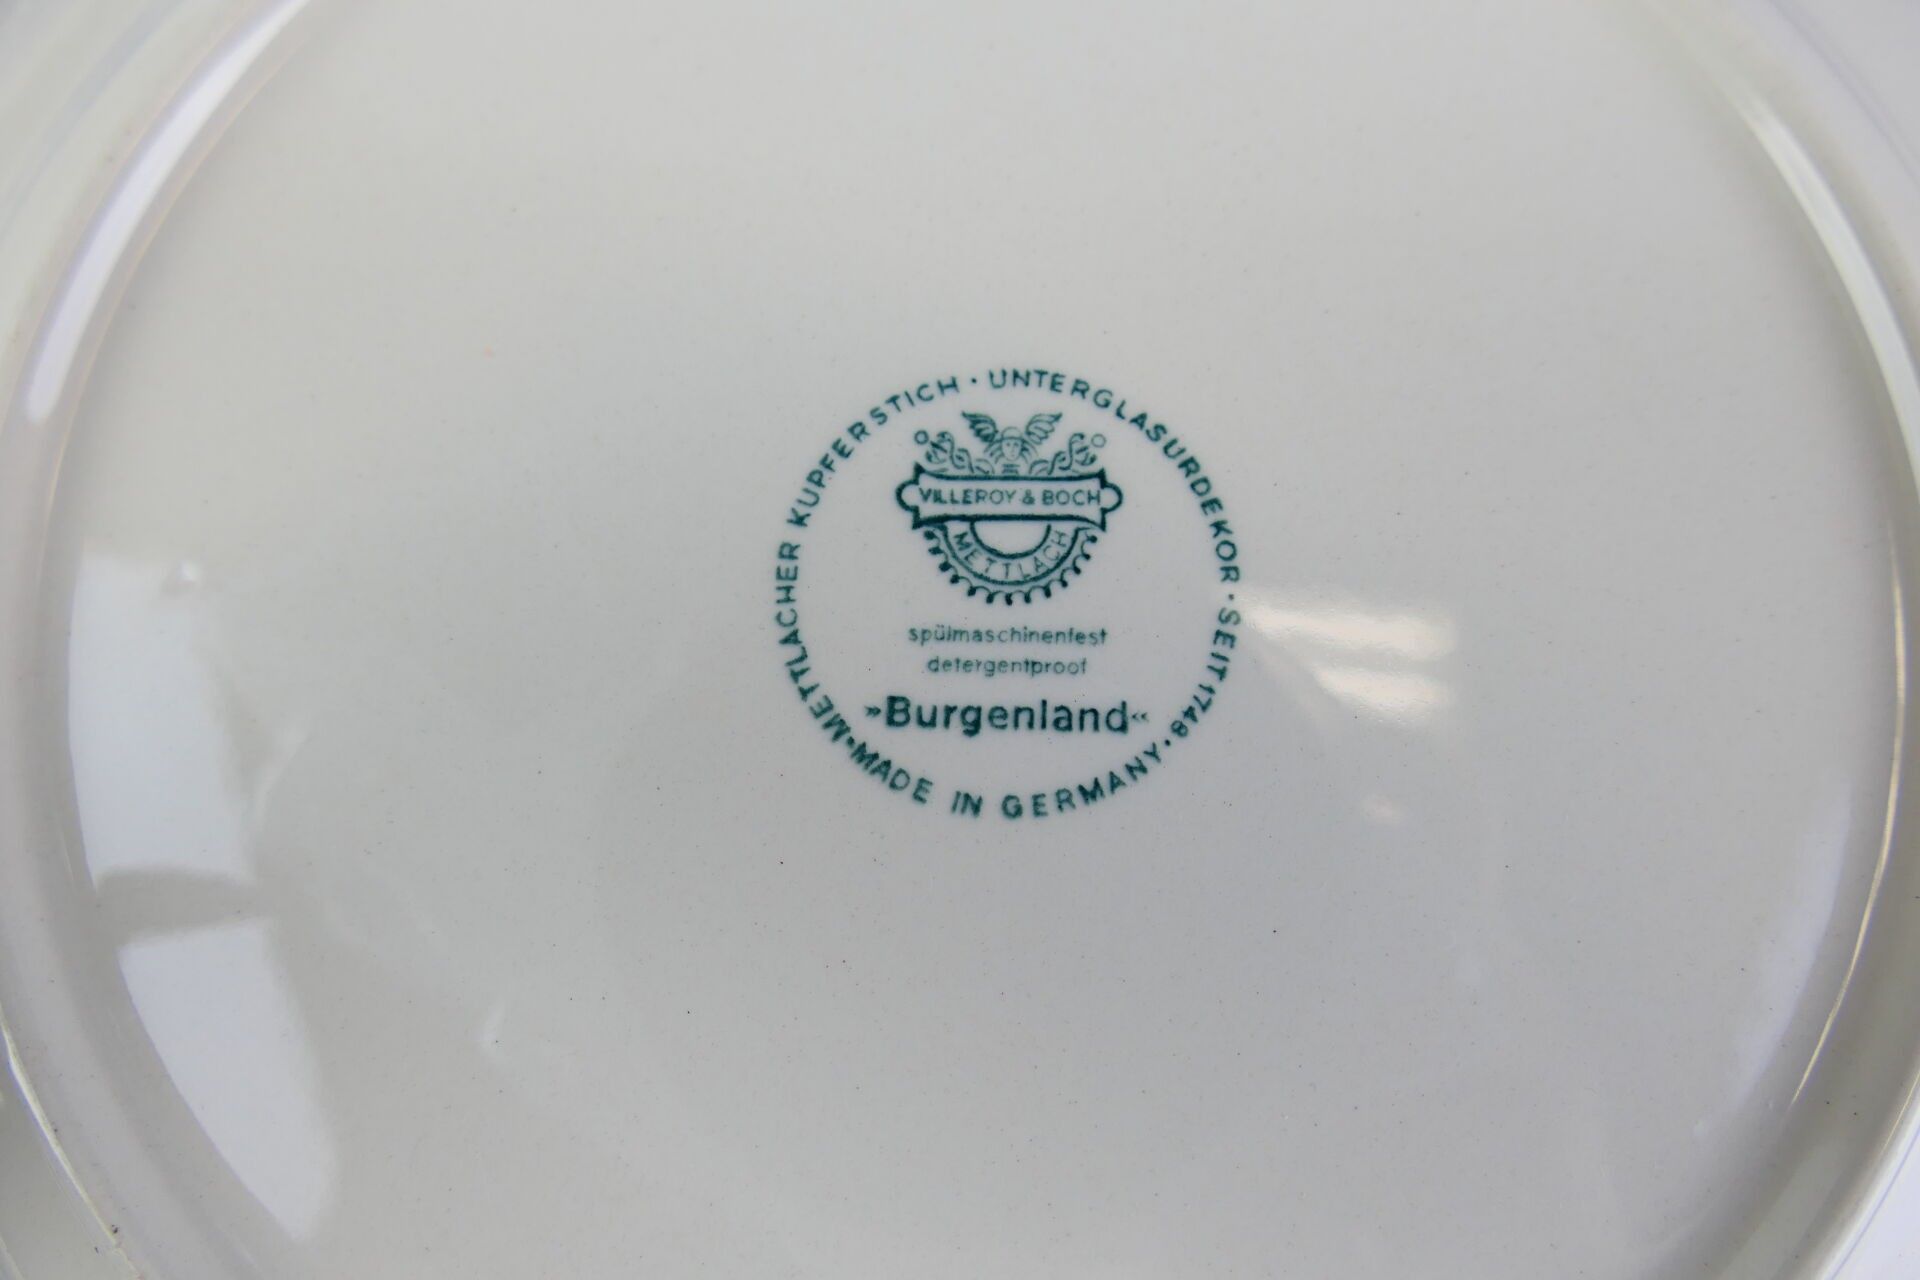 METTLACHER KUPFERSTICH · UNTERGLASURDEKOR · SEIT 1748 · MADE IN GERMANY ·
VILLEROY & BOCH
METTLACH
spülmaschinenfest
detergentproof
»Burgenland«